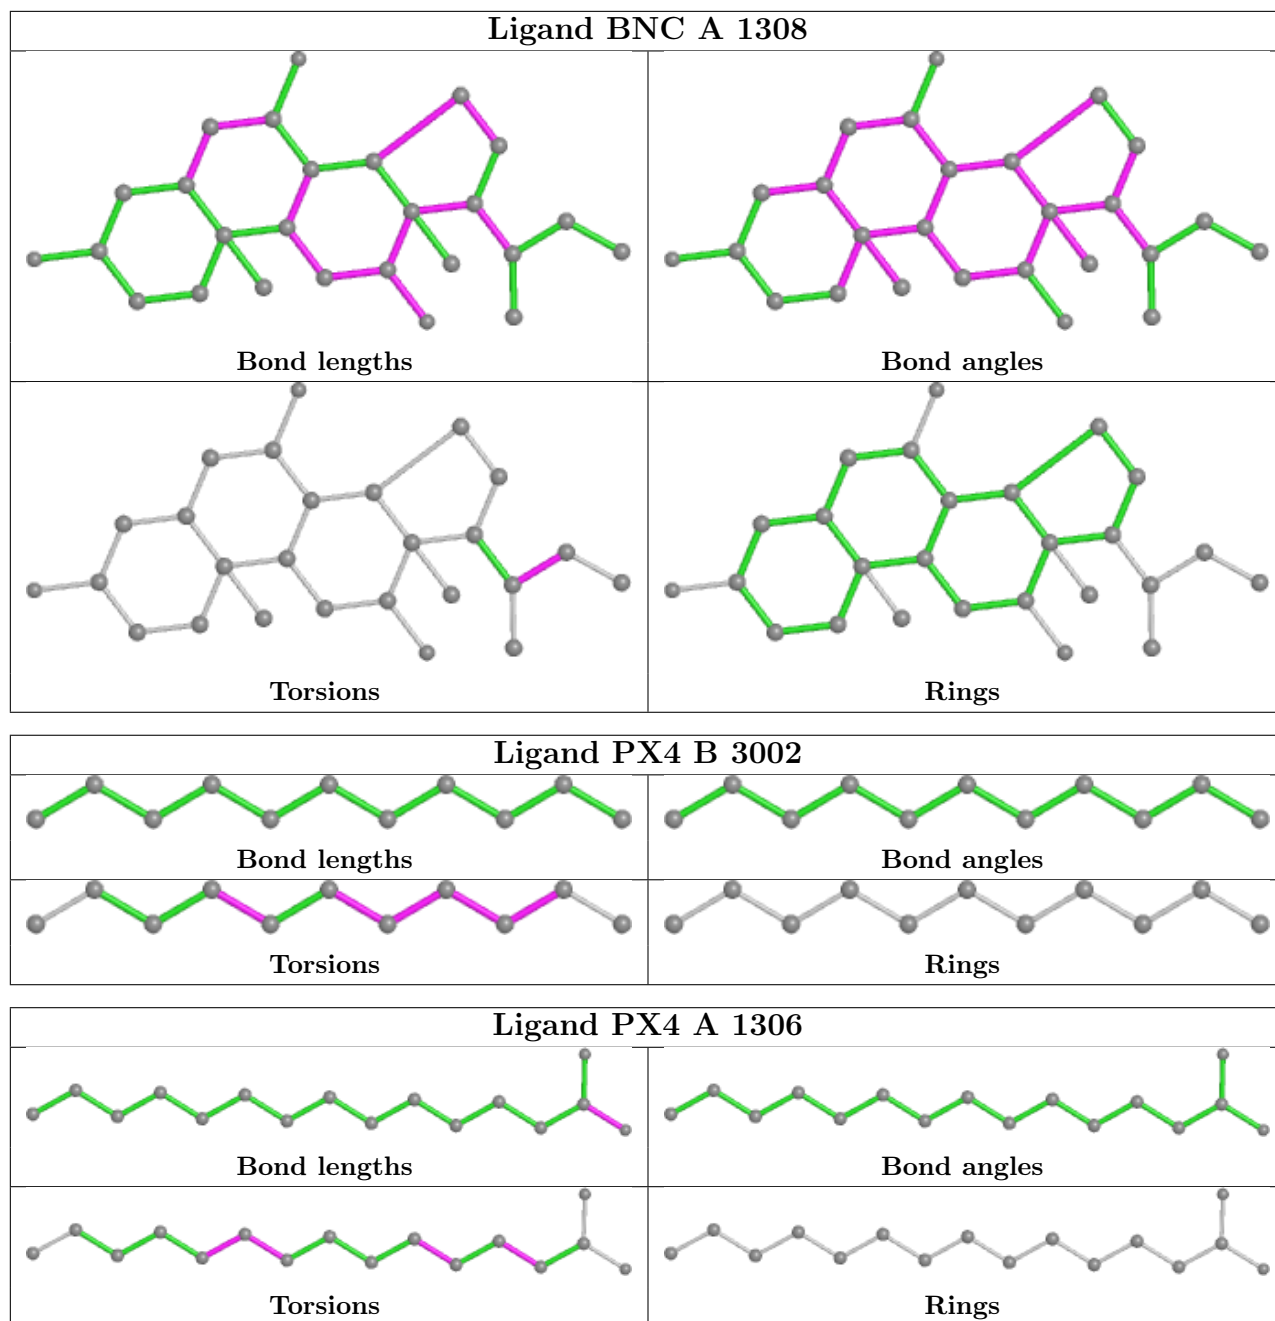 Ligand BNC A 1308
Bond lengths
Bond angles
Torsions
Rings
Ligand PX4 B 3002
Bond lengths
Bond angles
Torsions
Rings
Ligand PX4 A 1306
Bond lengths
Bond angles
Torsions
Rings